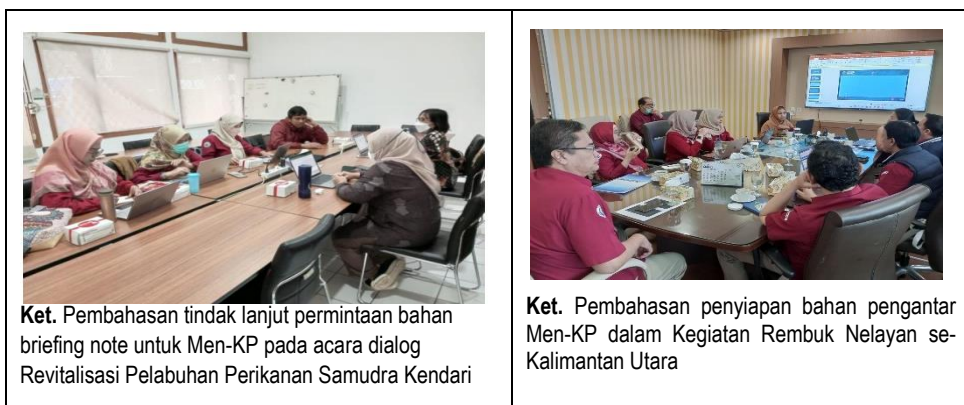 Ket. Pembahasan tindak lanjut permintaan bahan
briefing note untuk Men-KP pada acara dialog
Revitalisasi Pelabuhan Perikanan Samudra Kendari
Ket. Pembahasan penyiapan bahan pengantar
Men-KP dalam Kegiatan Rembuk Nelayan se-
Kalimantan Utara